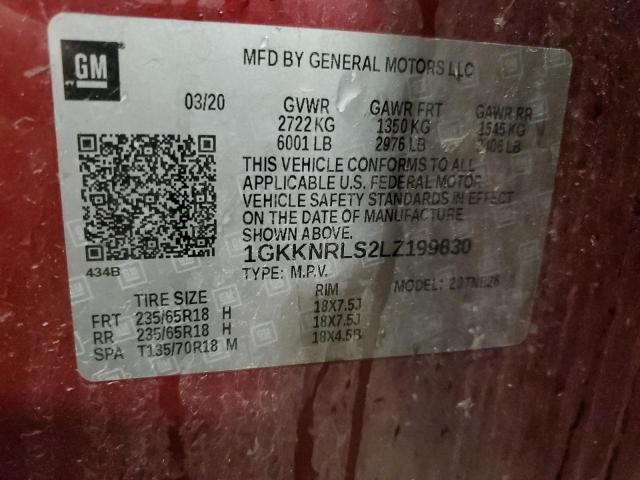 GM
MFD BY GENERAL MOTORS LLC
03/20 GVWR GAWR FRT GAWR RR
2722 KG 1350 KG 1545 KG
6001 LB 2976 LB LB
THIS VEHICLE CONFORMS TO ALL
APPLICABLE U.S. FEDERAL MOTOR
VEHICLE SAFETY STANDARDS IN EFFECT
ON THE DATE OF MANUFACTURE
SHOWN ABOVE.
1GKKNRLS2LZ199830
434B
TYPE: M.P.V. MODEL:
TIRE SIZE RIM
FRT 235/65R18 H 18X7.5J
RR 235/65R18 H 18X7.5J
SPA T135/70R18 M 18X4.5B